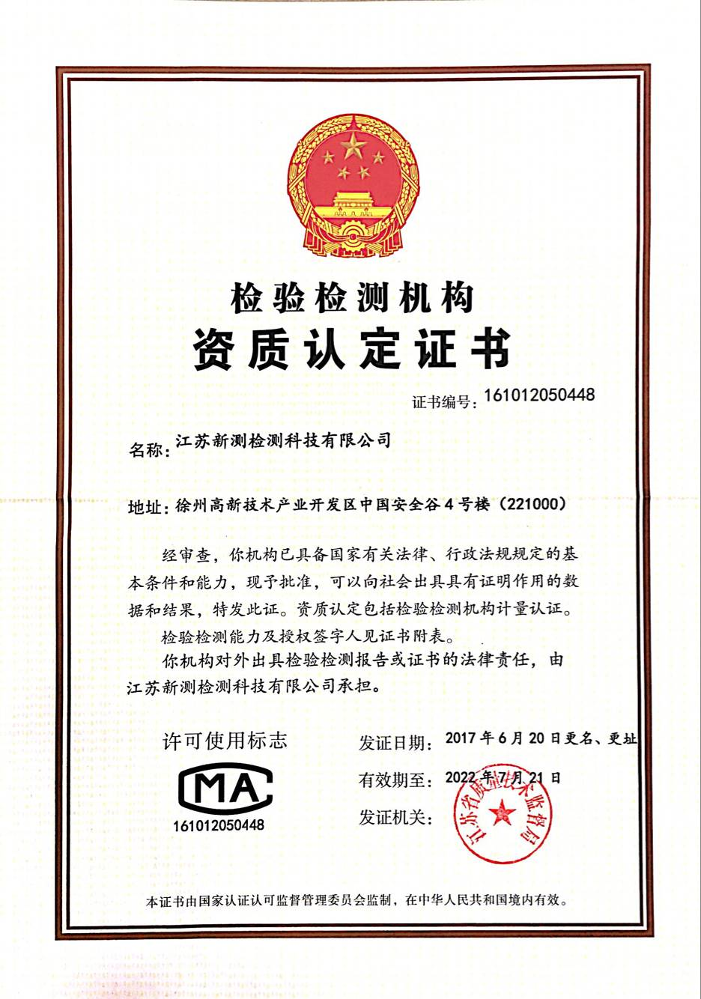 检验检测机构
资质认定证书
证书编号：161012050448
名称：江苏新测检测科技有限公司
地址：徐州高新技术产业开发区中国安全谷4号楼（221000）
经审查，你机构已具备国家有关法律、行政法规规定的基
本条件和能力，现予批准，可以向社会出具具有证明作用的数
据和结果，特发此证。资质认定包括检验检测机构计量认证。
检验检测能力及授权签字人见证书附表。
你机构对外出具检验检测报告或证书的法律责任，由
江苏新测检测科技有限公司承担。
许可使用标志
MA
161012050448
发证日期：2017年6月20日更名、更址
有效期至：2022年7月21日
发证机关：
江苏省质量技术监督局
本证书由国家认证认可监督管理委员会监制，在中华人民共和国境内有效。